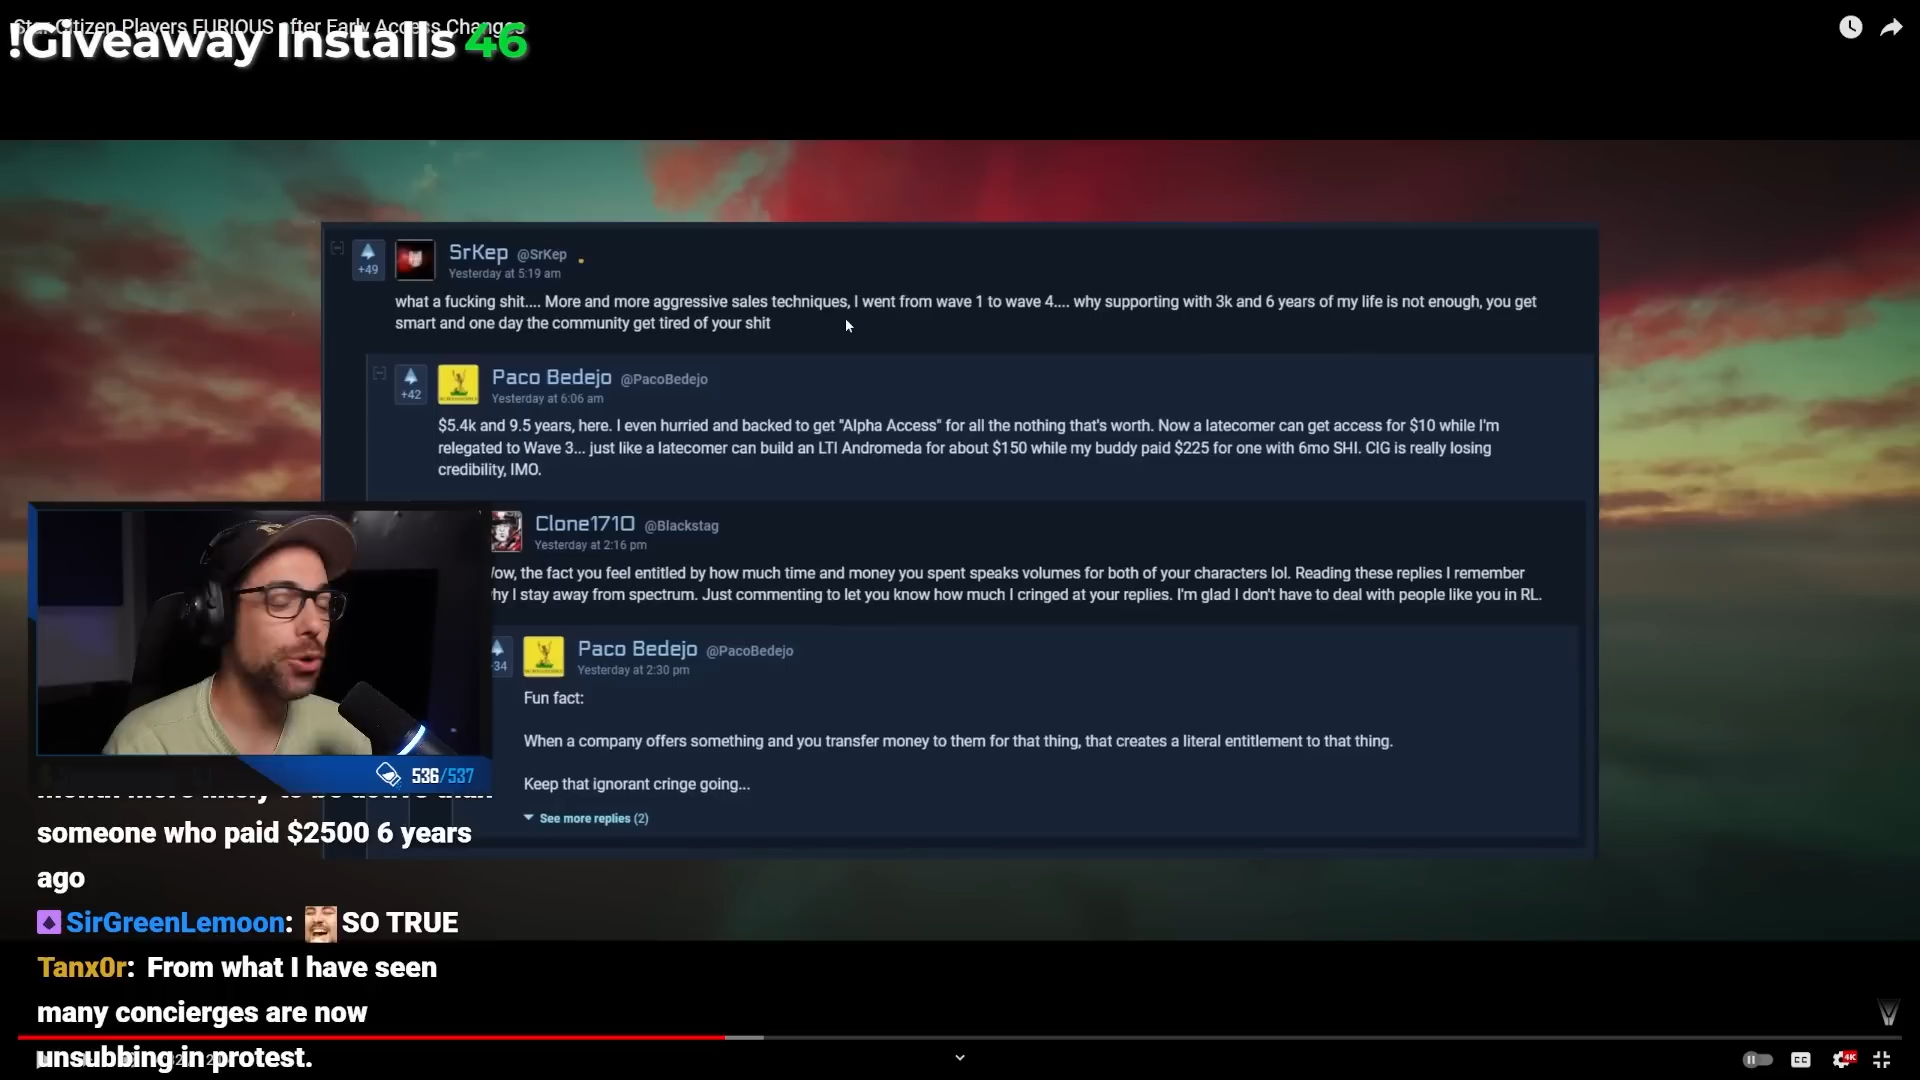 Star Citizen Players FURIOUS after Early Access Changes
!Giveaway Installs 46
SrKep @SrKep
+49
Yesterday at 5:19 am
what a fucking shit.... More and more aggressive sales techniques, I went from wave 1 to wave 4.... why supporting with 3k and 6 years of my life is not enough, you get
smart and one day the community get tired of your shit
Paco Bedejo @PacoBedejo
+42
Yesterday at 6:06 am
$5.4k and 9.5 years, here. I even hurried and backed to get "Alpha Access" for all the nothing that's worth. Now a latecomer can get access for $10 while I'm
relegated to Wave 3... just like a latecomer can build an LTI Andromeda for about $150 while my buddy paid $225 for one with 6mo SHI. CIG is really losing
credibility, IMO.
Clone1710 @Blackstag
Yesterday at 2:16 pm
the fact you feel entitled by how much time and money you spent speaks volumes for both of your characters lol. Reading these replies I remember
I stay away from spectrum. Just commenting to let you know how much I cringed at your replies. I'm glad I don't have to deal with people like you in RL.
Paco Bedejo @PacoBedejo
34
Yesterday at 2:30 pm
Fun fact:
When a company offers something and you transfer money to them for that thing, that creates a literal entitlement to that thing.
Keep that ignorant cringe going...
See more replies (2)
536/537
someone who paid $2500 6 years
ago
SirGreenLemoon: SO TRUE
Tanx0r: From what I have seen
many concierges are now
unsubbing in protest.
CC
4K